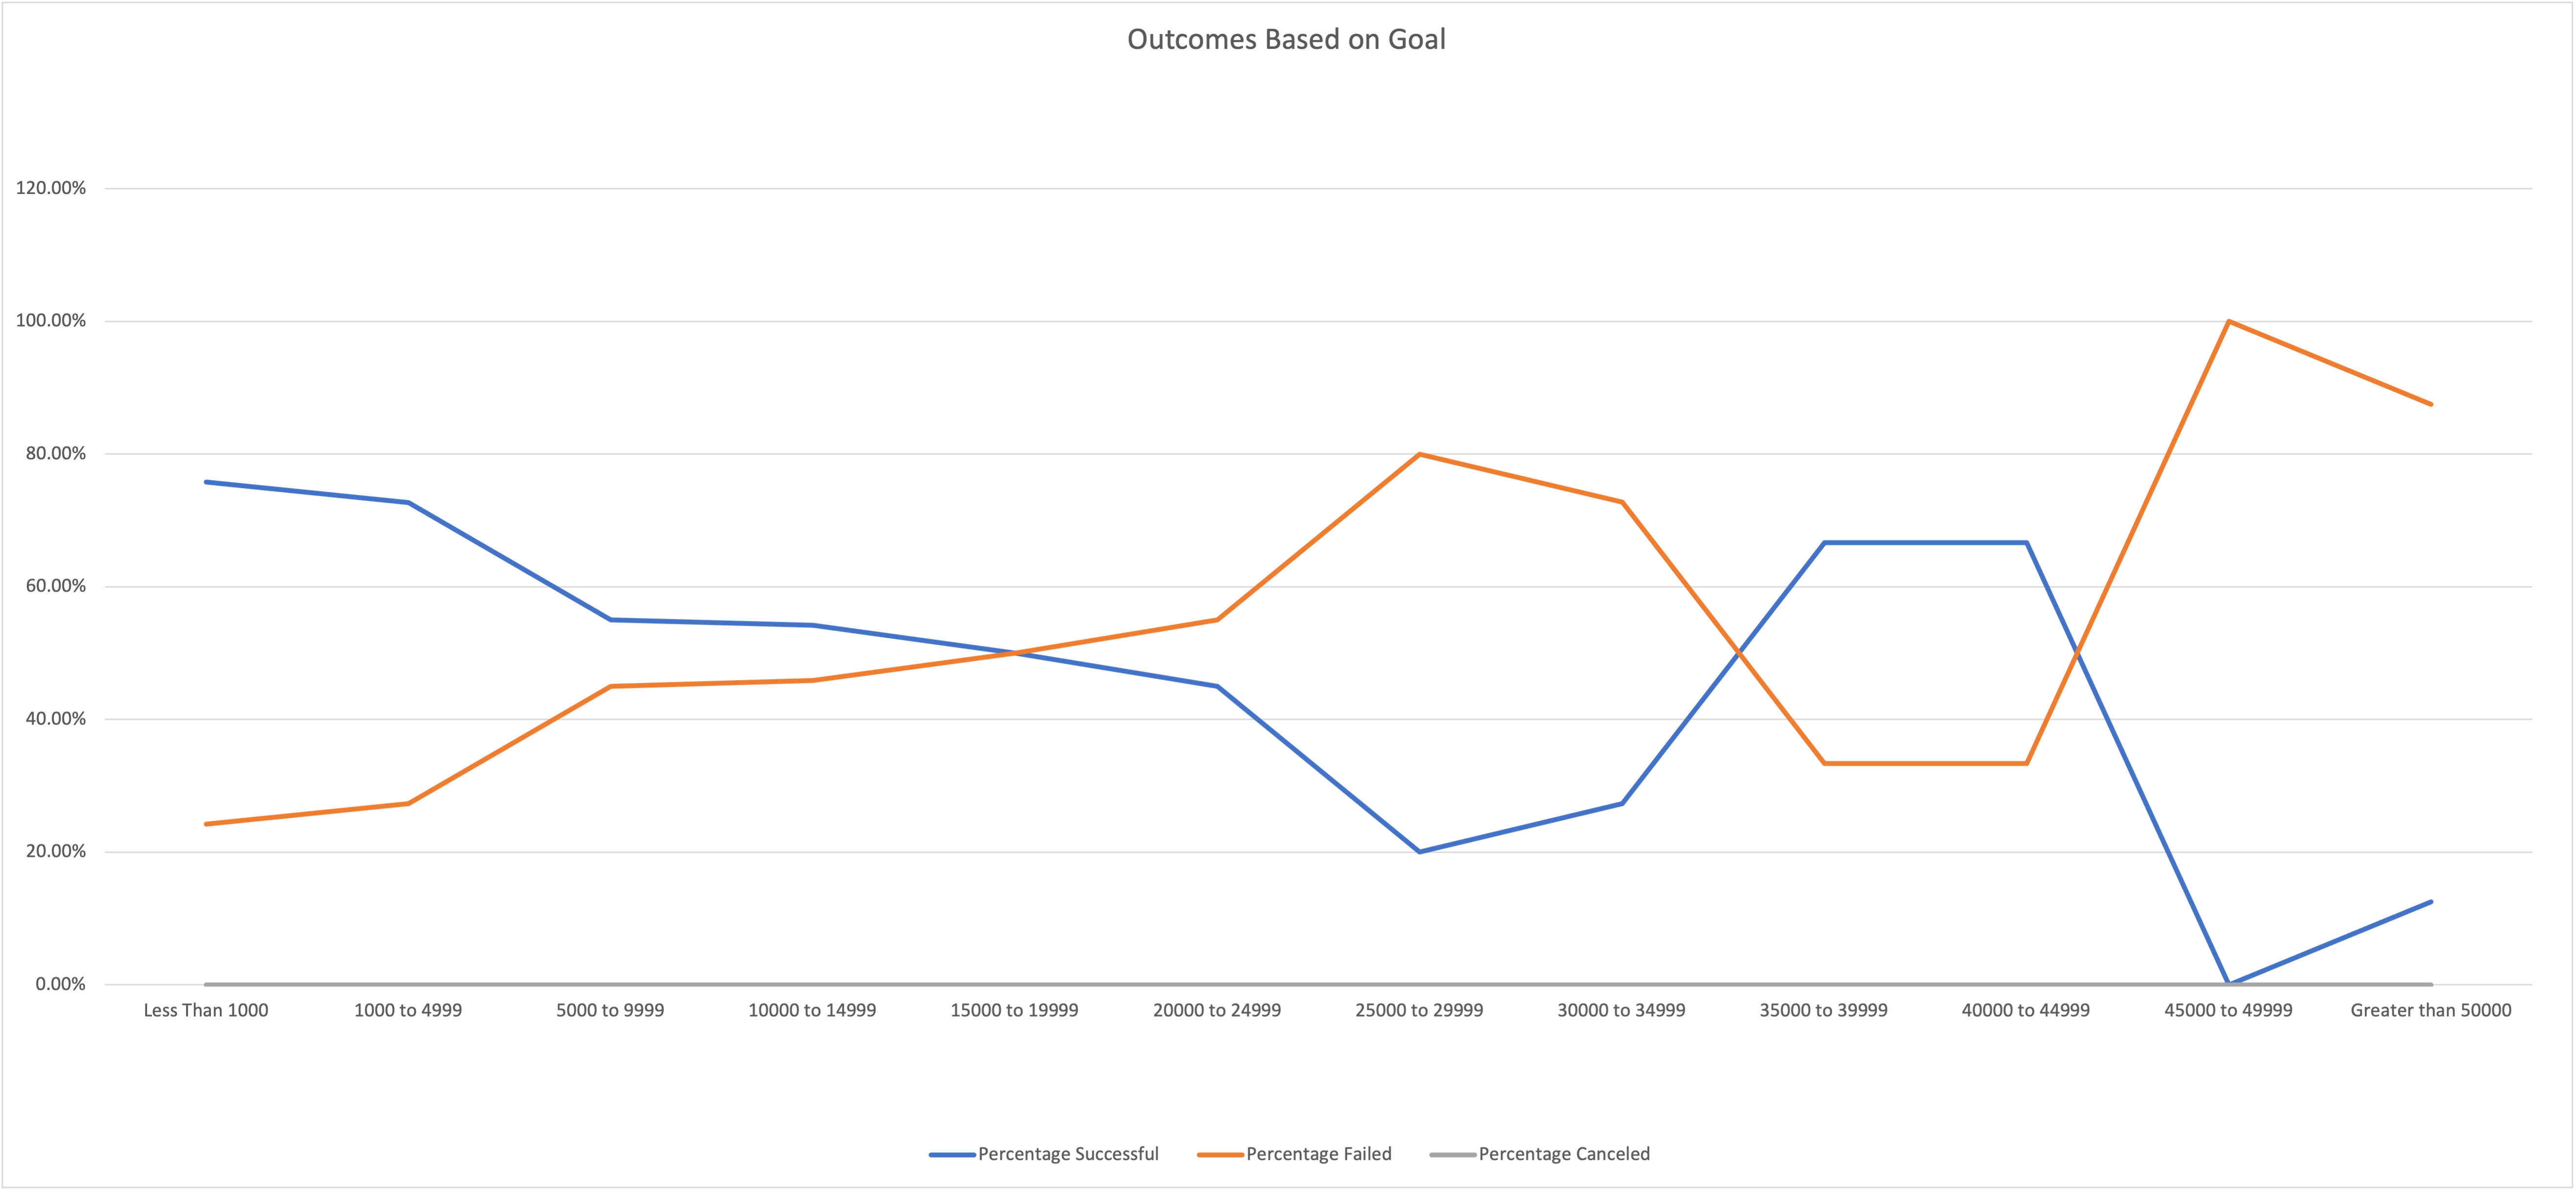 Outcomes Based on Goal
120.00%
100.00%
80.00%
60.00%
40.00%
20.00%
0.00%
Less Than 1000 1000 to 4999 5000 to 9999 10000 to 14999 15000 to 19999 20000 to 24999 25000 to 29999 30000 to 34999 35000 to 39999 40000 to 44999 45000 to 49999 Greater than 50000
Percentage Successful Percentage Failed Percentage Canceled